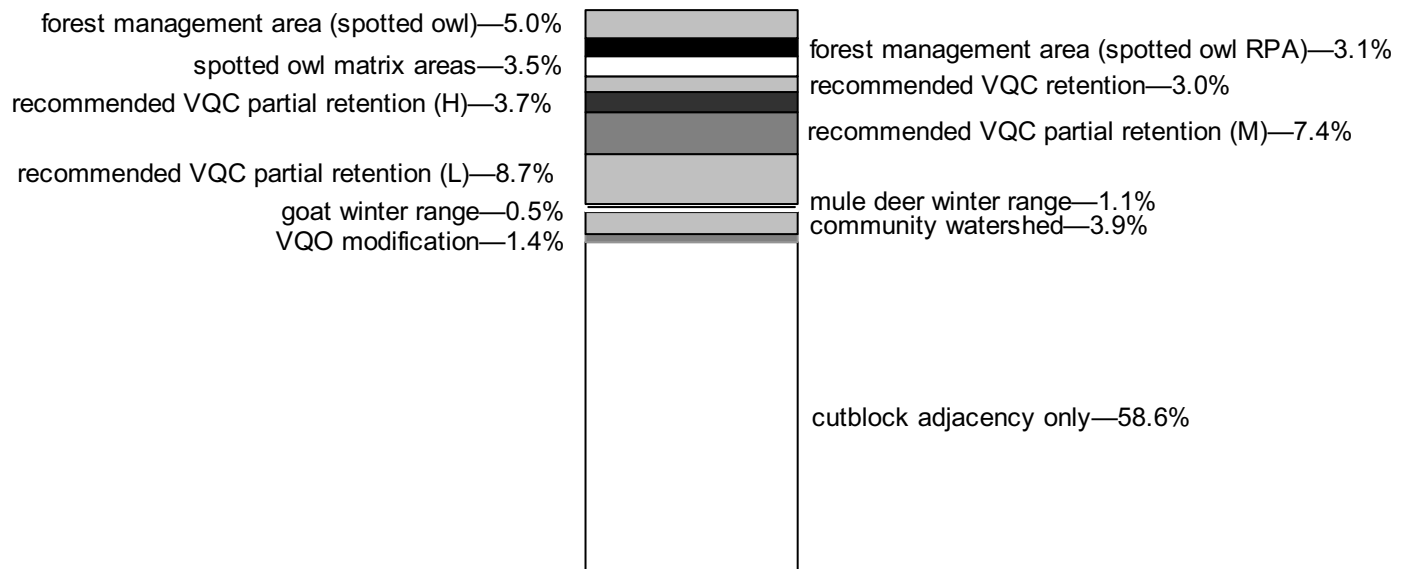 forest management area (spotted owl)—5.0%
forest management area (spotted owl RPA)—3.1%
spotted owl matrix areas—3.5%
recommended VQC retention—3.0%
recommended VQC partial retention (H)—3.7%
recommended VQC partial retention (M)—7.4%
recommended VQC partial retention (L)—8.7%
mule deer winter range—1.1%
goat winter range—0.5%
community watershed—3.9%
VQO modification—1.4%
cutblock adjacency only—58.6%